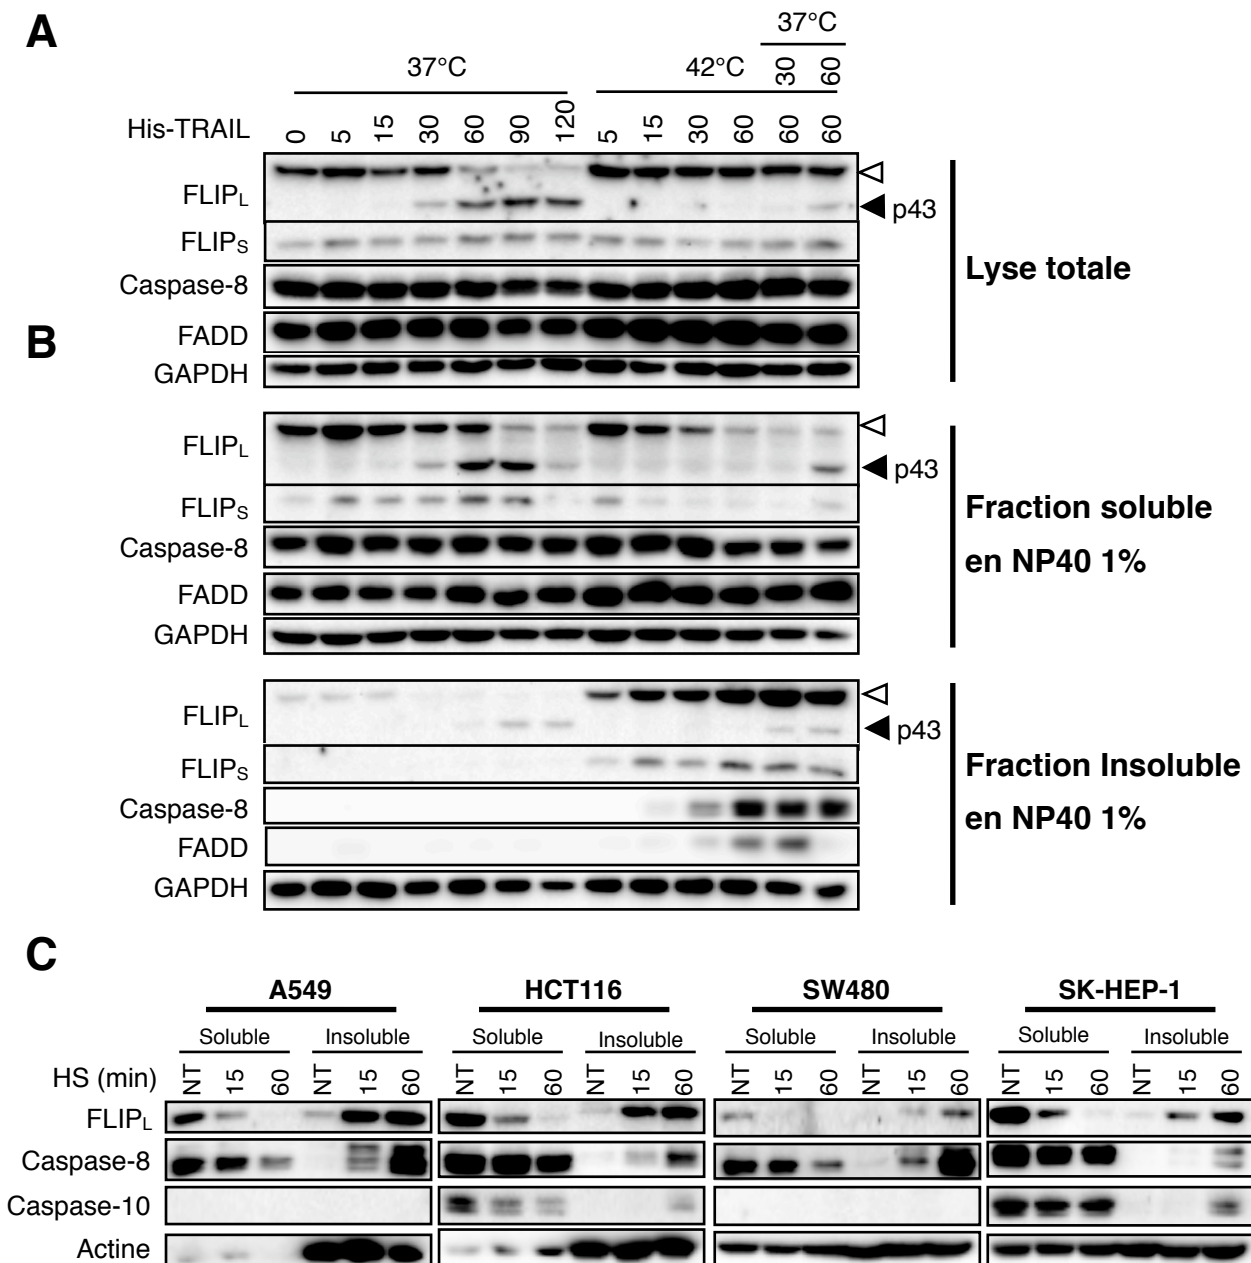 A
37°C
37°C
42°C
30
60
His-TRAIL
0
5
15
30
60
90
120
5
15
30
60
60
60
FLIPL
p43
FLIPS
Caspase-8
FADD
GAPDH
Lyse totale
B
FLIPL
p43
FLIPS
Caspase-8
FADD
GAPDH
Fraction soluble
en NP40 1%
FLIPL
p43
FLIPS
Caspase-8
FADD
GAPDH
Fraction Insoluble
en NP40 1%
C
A549
HCT116
SW480
SK-HEP-1
Soluble
Insoluble
Soluble
Insoluble
Soluble
Insoluble
Soluble
Insoluble
HS (min)
NT
15
60
NT
15
60
NT
15
60
NT
15
60
NT
15
60
NT
15
60
NT
15
60
NT
15
60
FLIPL
Caspase-8
Caspase-10
Actine